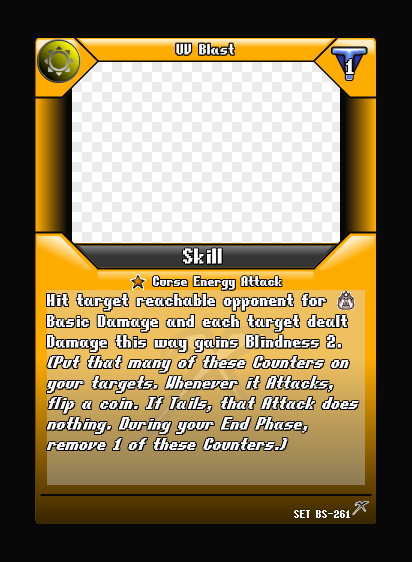 UV Blast
1
Skill
Curse Energy Attack
Hit target reachable opponent for
Basic Damage and each target dealt
Damage this way gains Blindness 2.
(Put that many of these Counters on
your targets. Whenever it Attacks,
flip a coin. If Tails, that Attack does
nothing. During your End Phase,
remove 1 of these Counters.)
SET BS-261